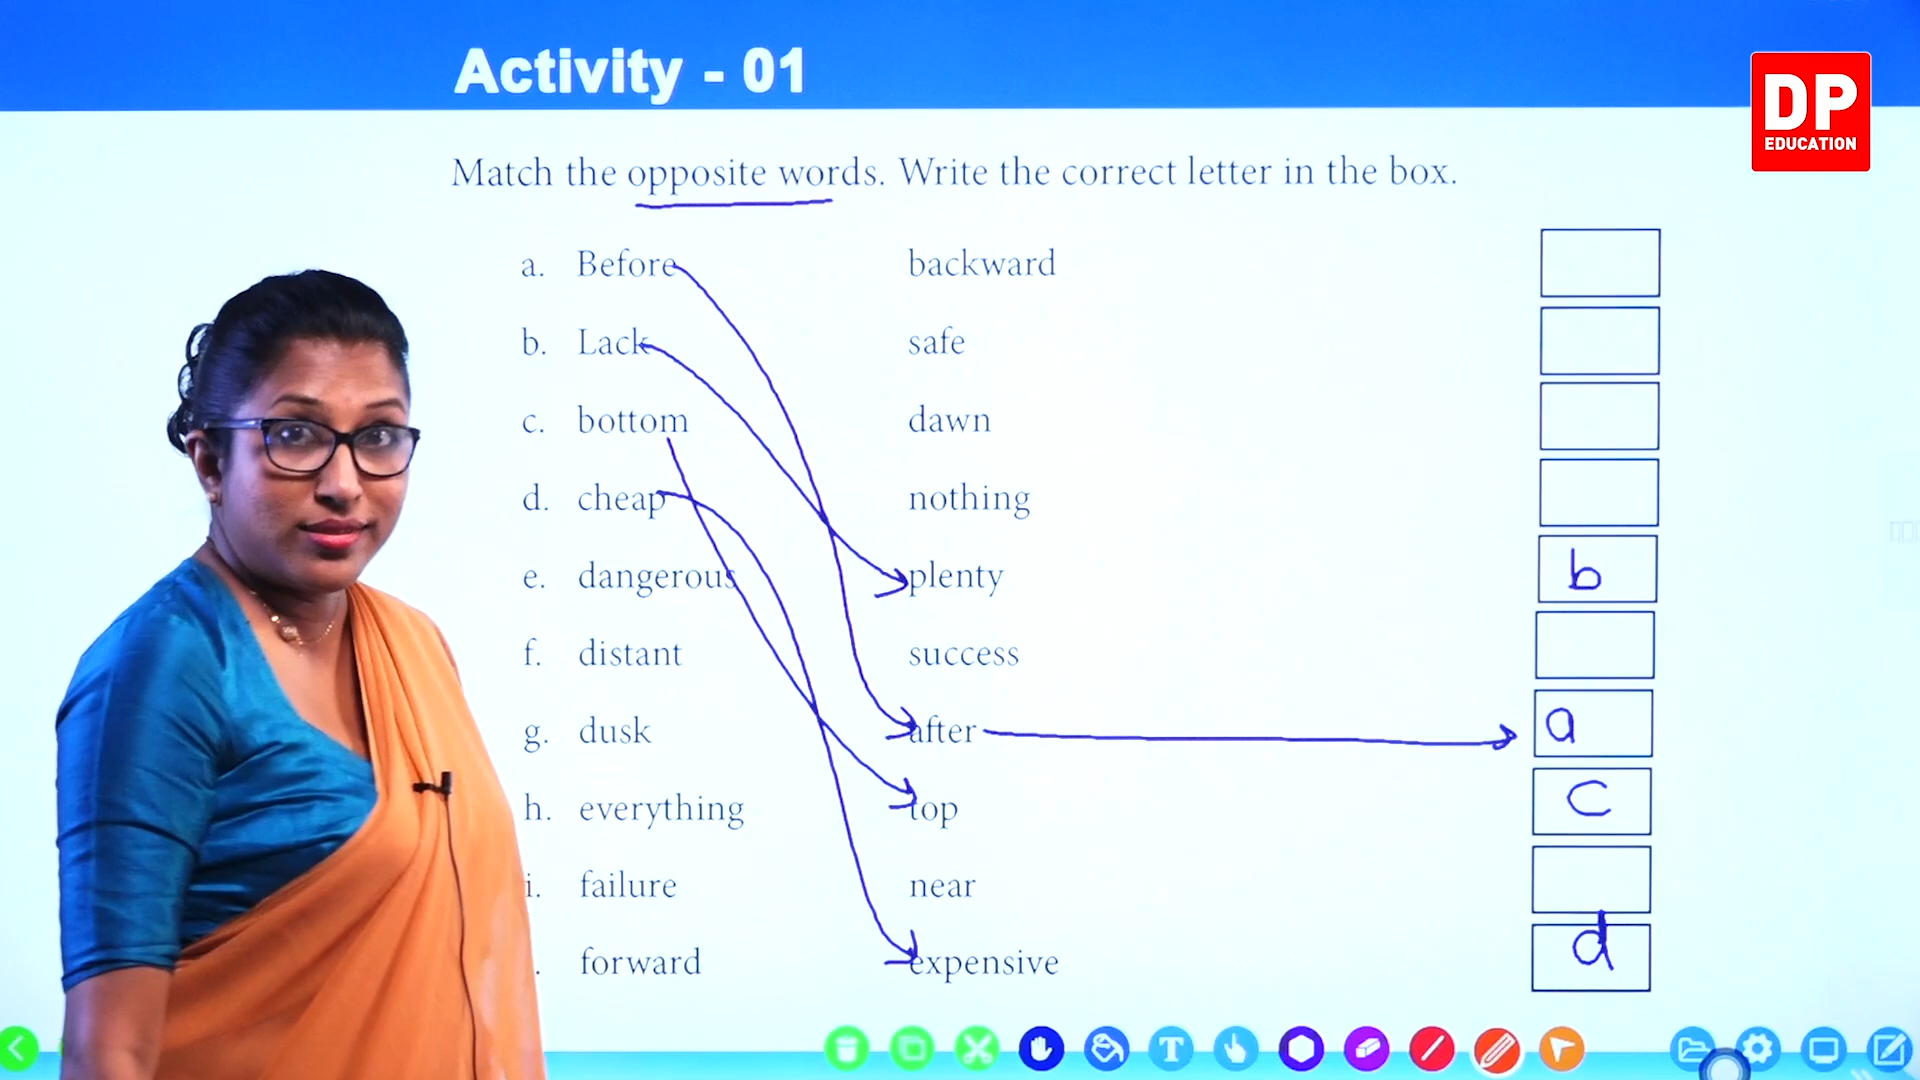 Activity - 01
DP
EDUCATION
Match the opposite words. Write the correct letter in the box.
a. Before backward
b. Lack safe
c. bottom dawn
d. cheap nothing
e. dangerous plenty b
f. distant success
g. dusk after a
h. everything top c
i. failure near
. forward expensive d
T